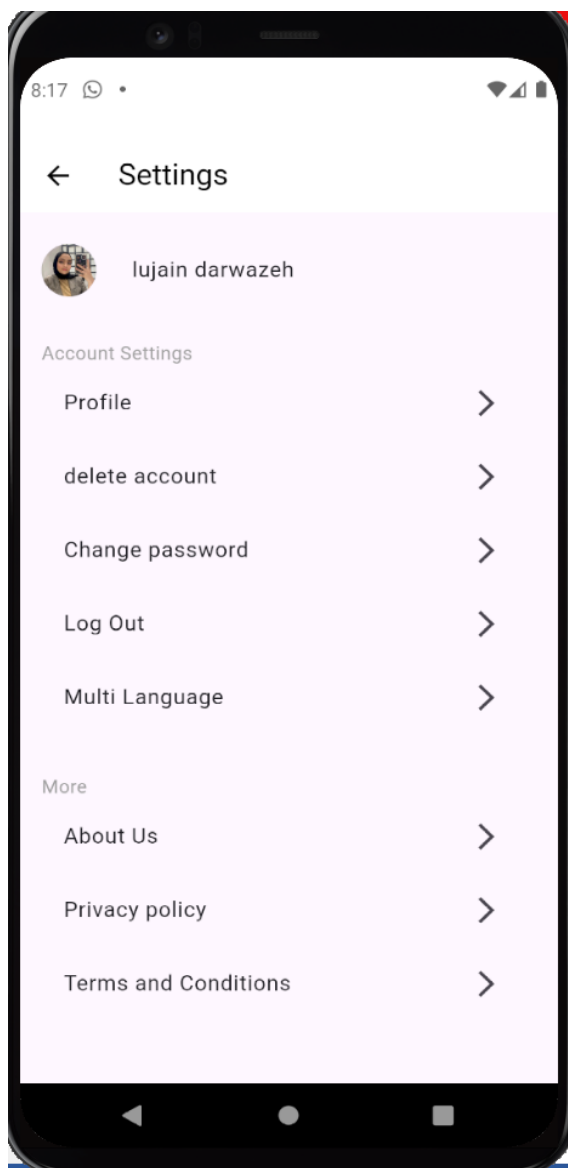 8:17
Settings
lujain darwazeh
Account Settings
Profile
delete account
Change password
Log Out
Multi Language
More
About Us
Privacy policy
Terms and Conditions